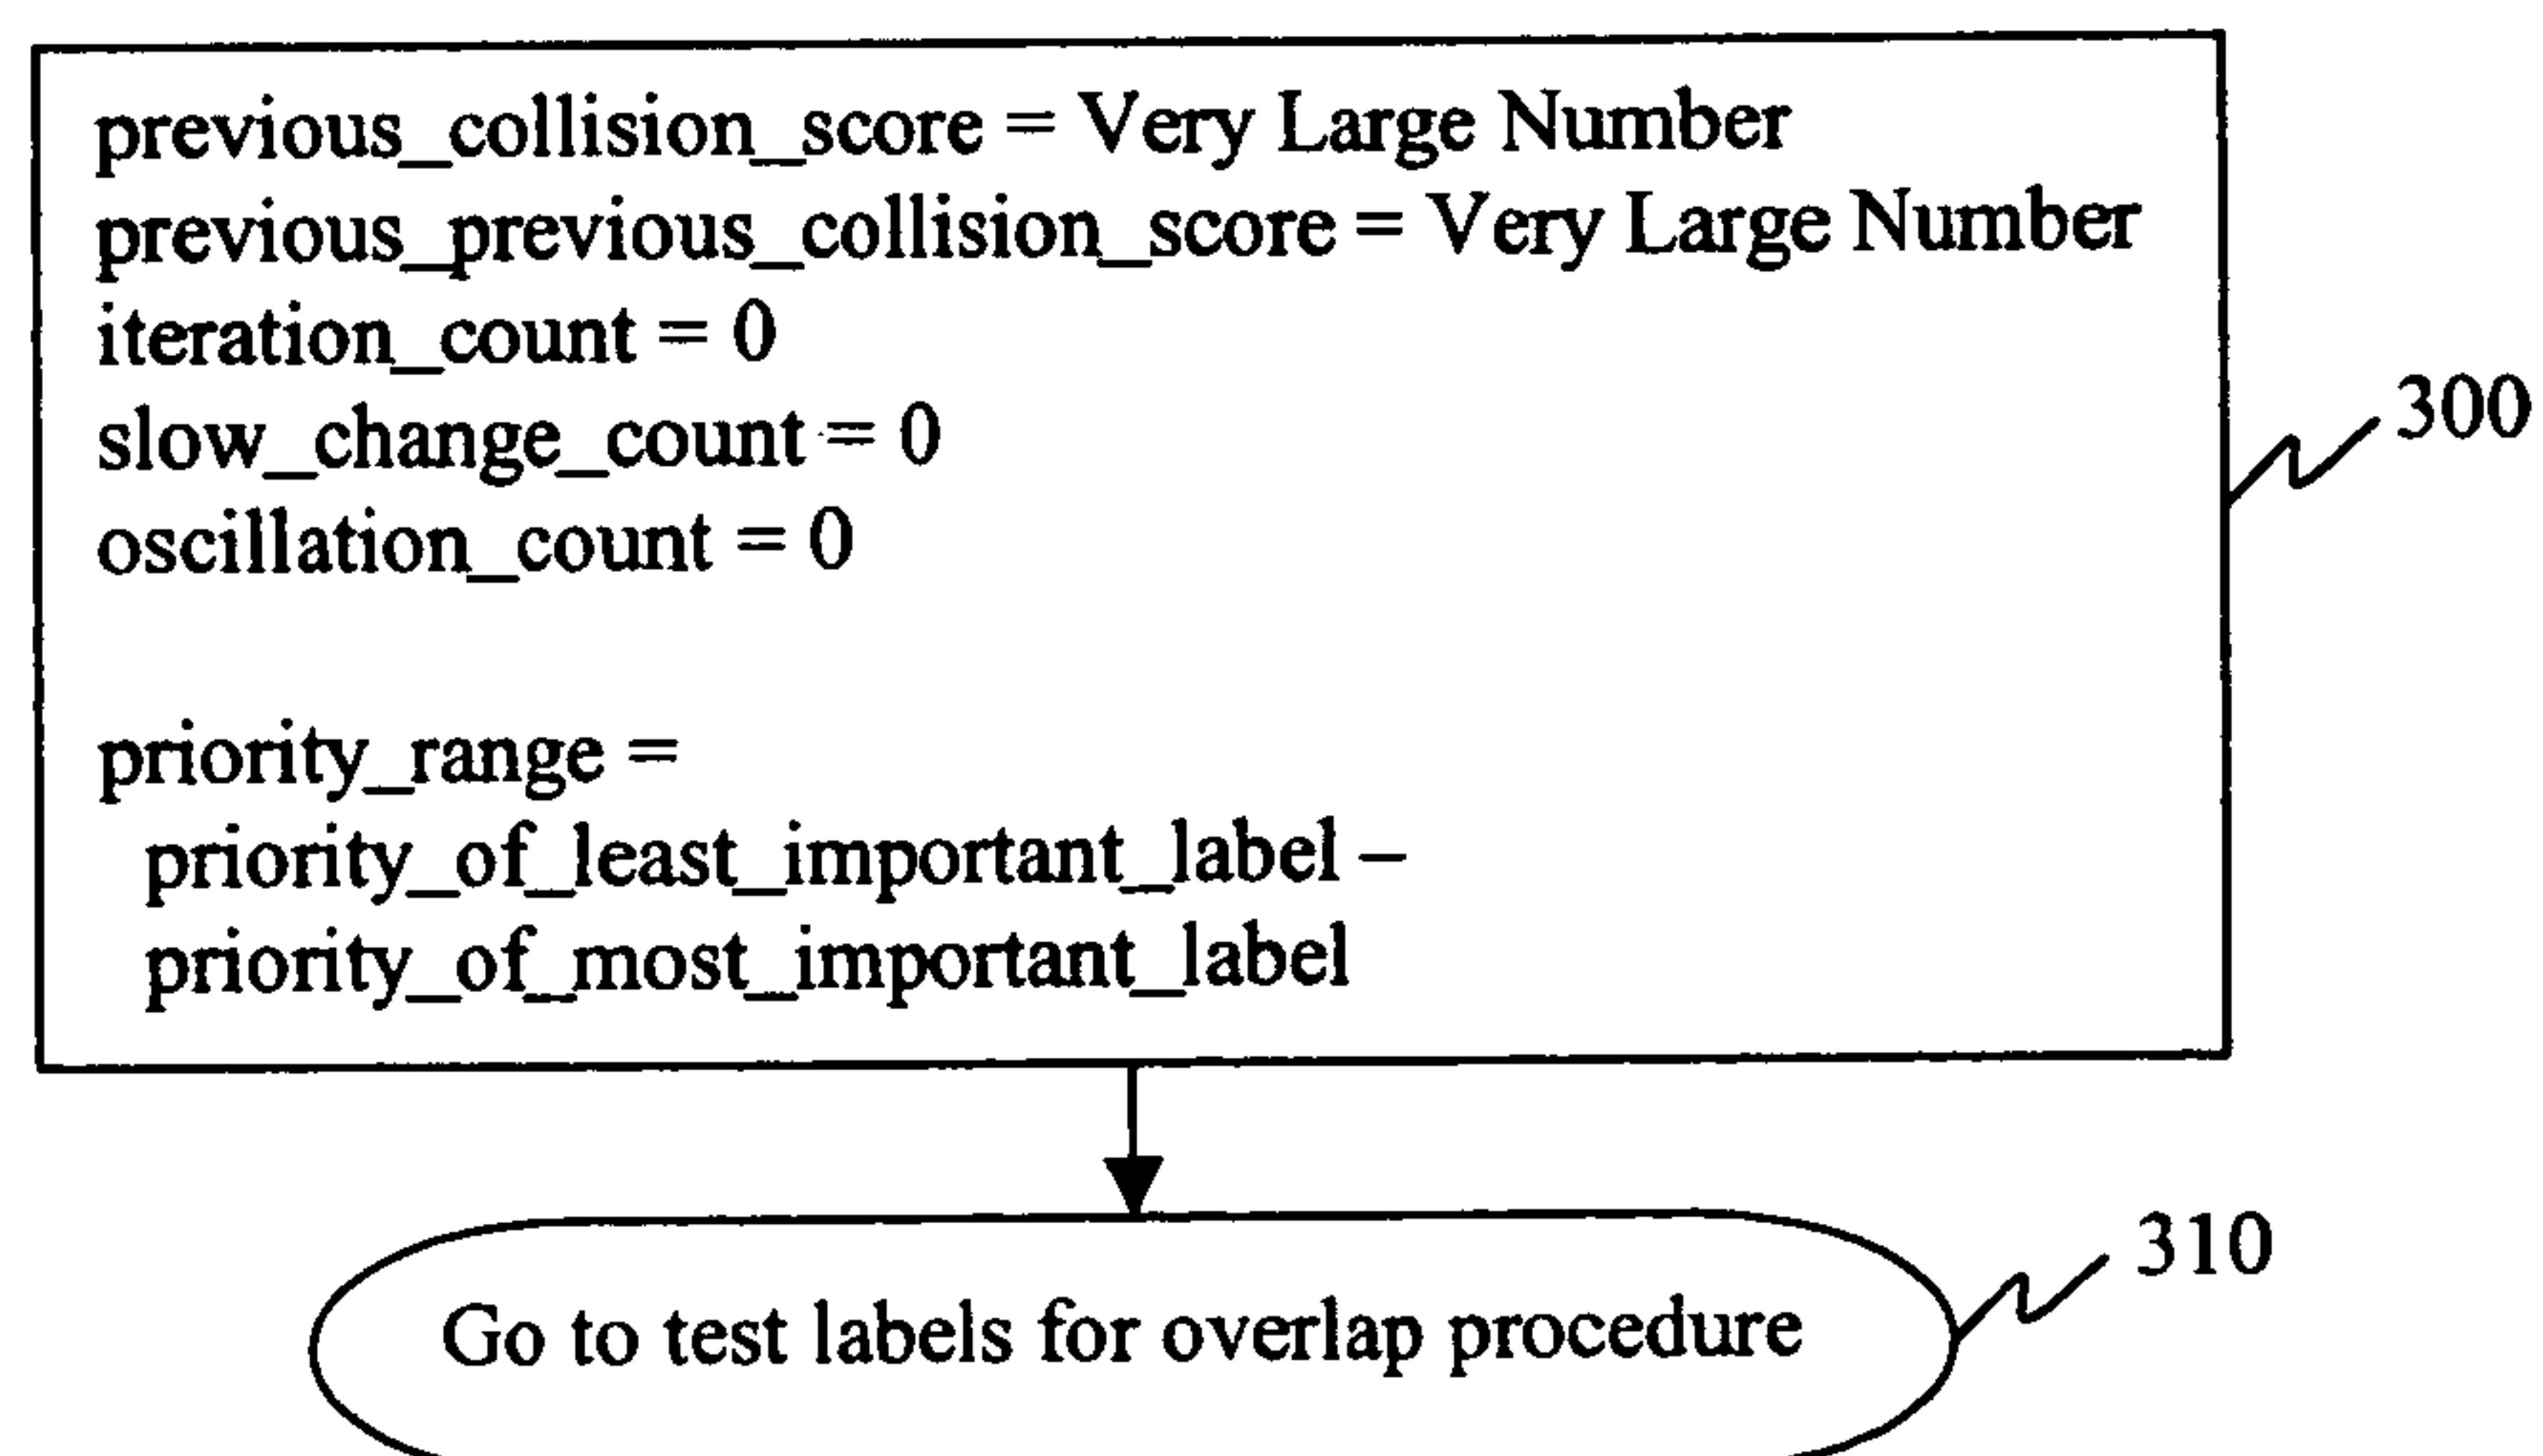 previous_collision_score = Very Large Number
previous_previous_collision_score = Very Large Number
iteration_count = 0
slow_change_count = 0
oscillation_count = 0
300
priority_range =
priority_of_least_important_label –
priority_of_most_important_label
310
Go to test labels for overlap procedure